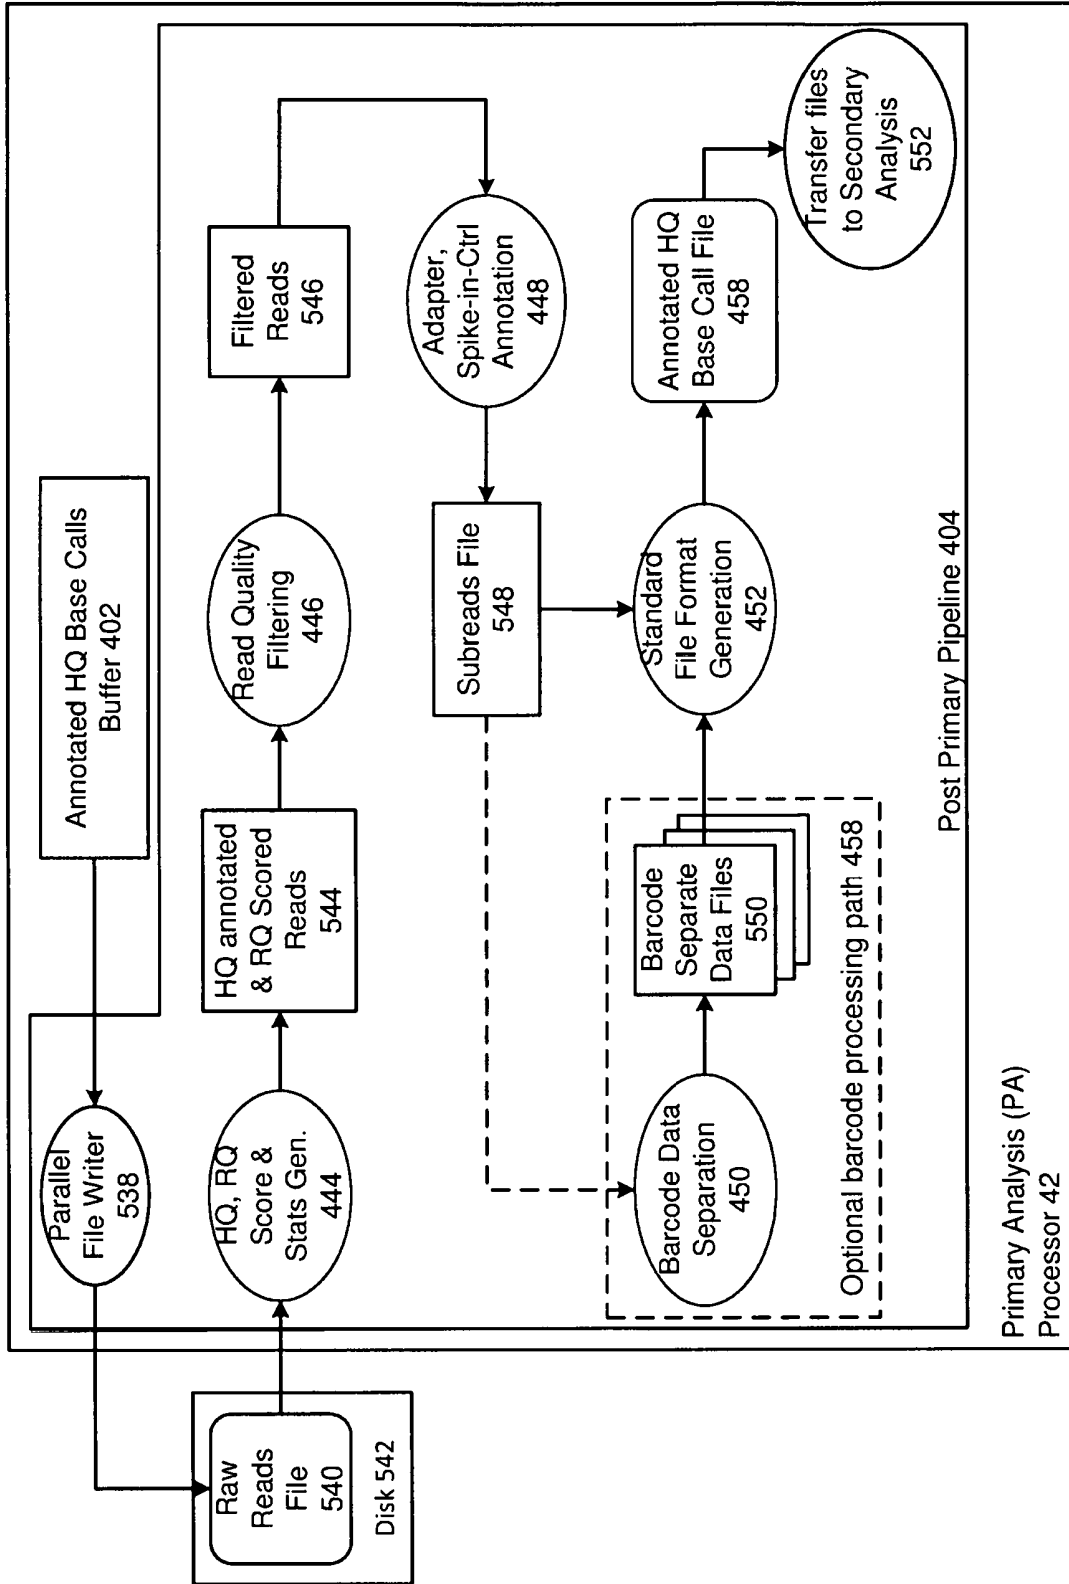 Annotated HQ Base Calls
Buffer 402
Parallel
File Writer
538
Raw
Reads
File
540
Disk 542
HQ, RQ
Score &
Stats Gen.
444
HQ annotated
& RQ Scored
Reads
544
Read Quality
Filtering
446
Filtered
Reads
546
Adapter,
Spike-in-Ctrl
Annotation
448
Subreads File
548
Barcode Data
Separation
450
Barcode
Separate
Data Files
550
Optional barcode processing path 458
Standard
File Format
Generation
452
Annotated HQ
Base Call File
458
Transfer files
to Secondary
Analysis
552
Post Primary Pipeline 404
Primary Analysis (PA)
Processor 42